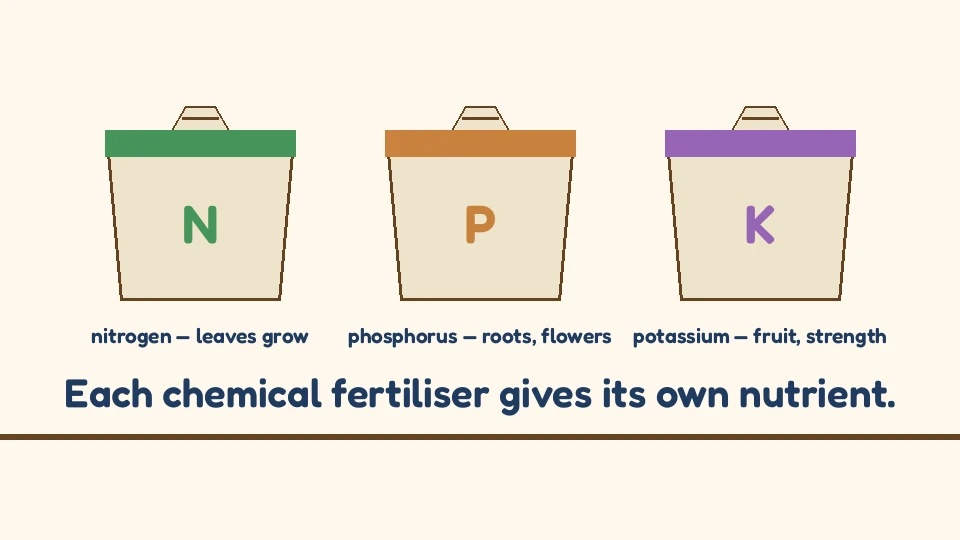 N
P
K
nitrogen — leaves grow
phosphorus — roots, flowers
potassium — fruit, strength
Each chemical fertiliser gives its own nutrient.